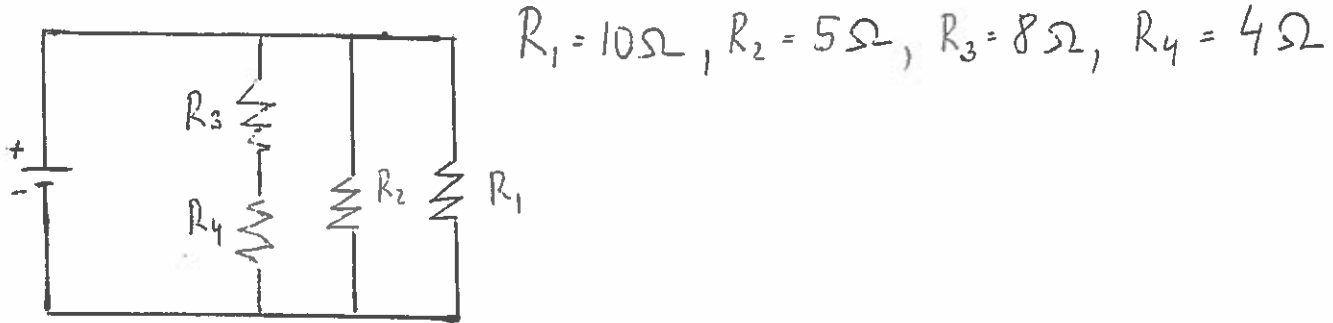 R₁ = 10Ω, R₂ = 5Ω, R₃ = 8Ω, R₄ = 4Ω
+
-
R₃
R₄
R₂
R₁